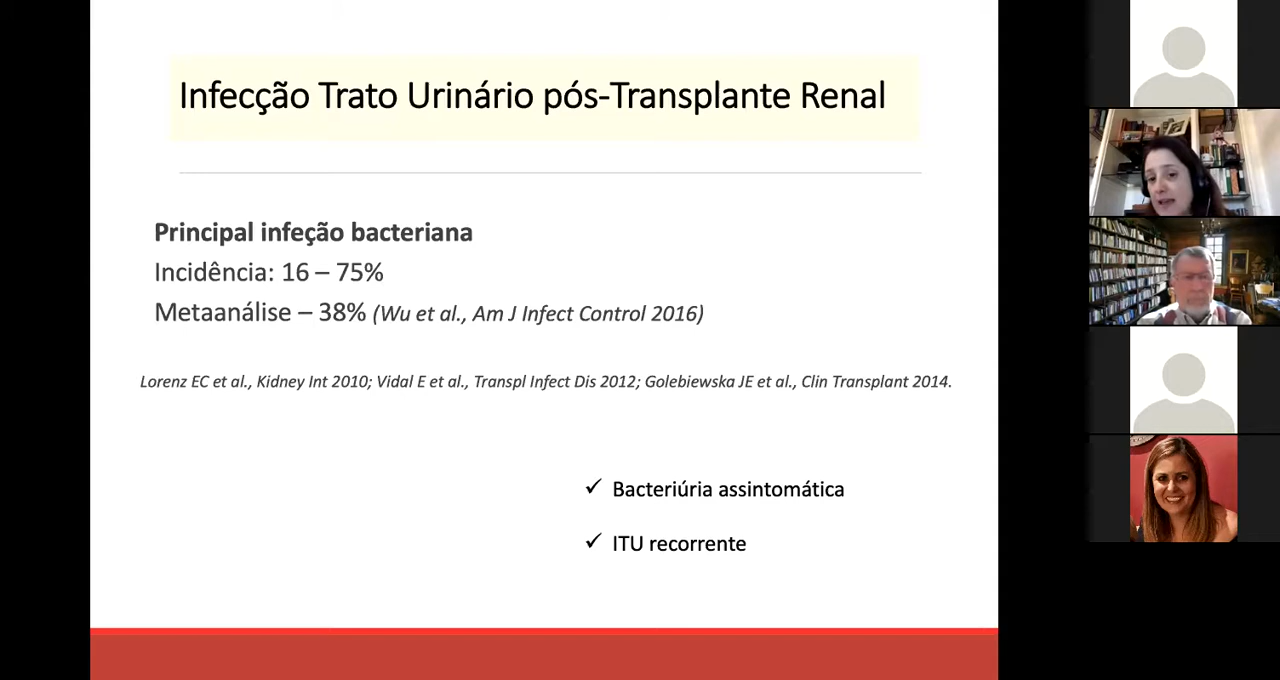 Infecção Trato Urinário pós-Transplante Renal
Principal infeção bacteriana
Incidência: 16 – 75%
Metaanálise – 38% (Wu et al., Am J Infect Control 2016)
Lorenz EC et al., Kidney Int 2010; Vidal E et al., Transpl Infect Dis 2012; Golebiewska JE et al., Clin Transplant 2014.
✓ Bacteriúria assintomática
✓ ITU recorrente